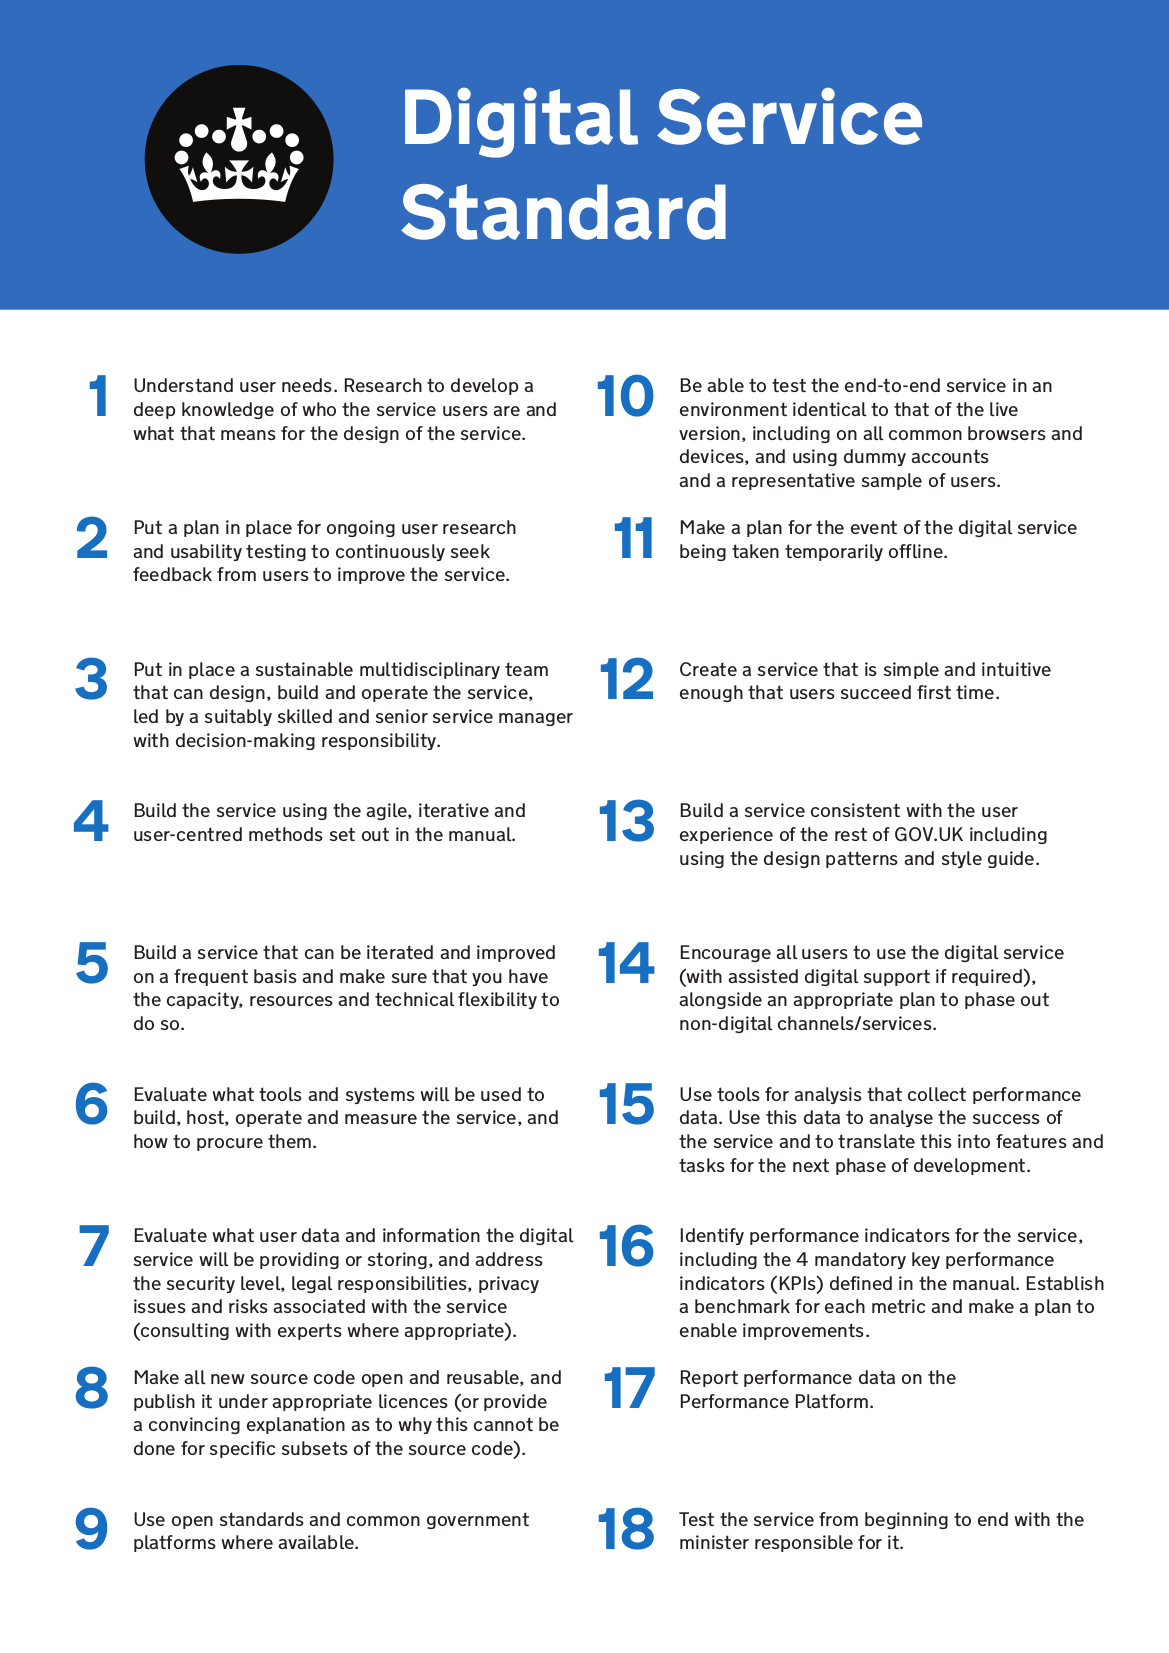 Digital Service
Standard
1
Understand user needs. Research to develop a
deep knowledge of who the service users are and
what that means for the design of the service.
2
Put a plan in place for ongoing user research
and usability testing to continuously seek
feedback from users to improve the service.
3
Put in place a sustainable multidisciplinary team
that can design, build and operate the service,
led by a suitably skilled and senior service manager
with decision-making responsibility.
4
Build the service using the agile, iterative and
user-centred methods set out in the manual.
5
Build a service that can be iterated and improved
on a frequent basis and make sure that you have
the capacity, resources and technical flexibility to
do so.
6
Evaluate what tools and systems will be used to
build, host, operate and measure the service, and
how to procure them.
7
Evaluate what user data and information the digital
service will be providing or storing, and address
the security level, legal responsibilities, privacy
issues and risks associated with the service
(consulting with experts where appropriate).
8
Make all new source code open and reusable, and
publish it under appropriate licences (or provide
a convincing explanation as to why this cannot be
done for specific subsets of the source code).
9
Use open standards and common government
platforms where available.
10
Be able to test the end-to-end service in an
environment identical to that of the live
version, including on all common browsers and
devices, and using dummy accounts
and a representative sample of users.
11
Make a plan for the event of the digital service
being taken temporarily offline.
12
Create a service that is simple and intuitive
enough that users succeed first time.
13
Build a service consistent with the user
experience of the rest of GOV.UK including
using the design patterns and style guide.
14
Encourage all users to use the digital service
(with assisted digital support if required),
alongside an appropriate plan to phase out
non-digital channels/services.
15
Use tools for analysis that collect performance
data. Use this data to analyse the success of
the service and to translate this into features and
tasks for the next phase of development.
16
Identify performance indicators for the service,
including the 4 mandatory key performance
indicators (KPIs) defined in the manual. Establish
a benchmark for each metric and make a plan to
enable improvements.
17
Report performance data on the
Performance Platform.
18
Test the service from beginning to end with the
minister responsible for it.